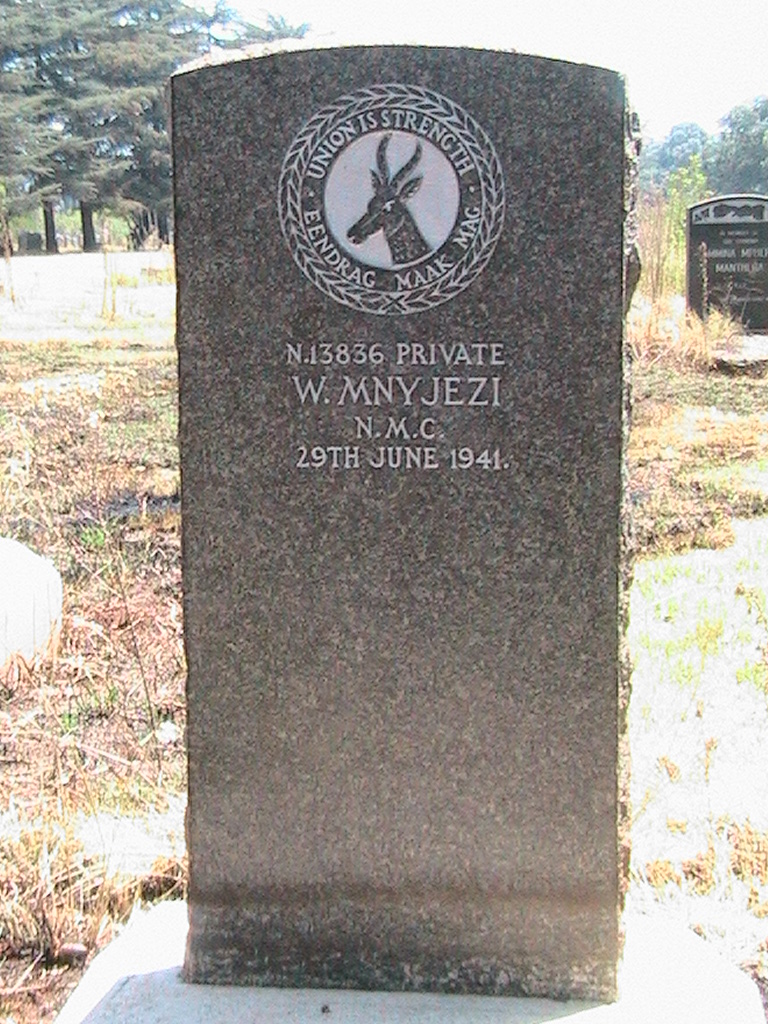 UNION IS STRENGTH
EENDRAG MAAK MAG
N.13836 PRIVATE
W. MNYJEZI
N.M.C.
29TH JUNE 1941.